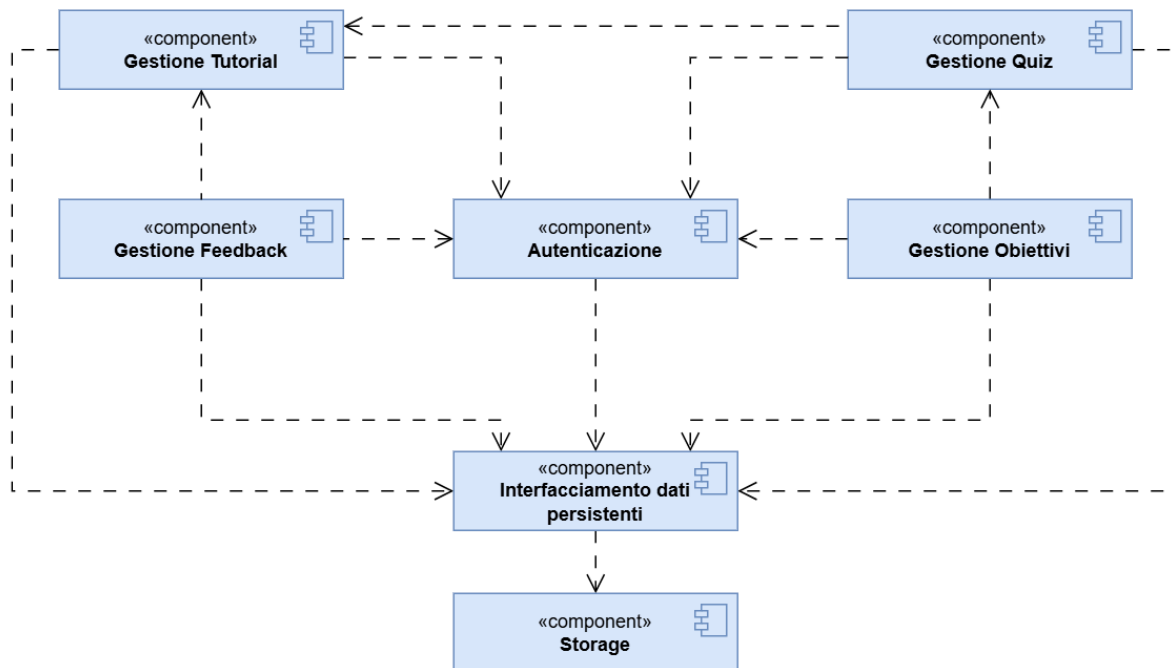 «component»
Gestione Tutorial
«component»
Gestione Quiz
«component»
Gestione Feedback
«component»
Autenticazione
«component»
Gestione Obiettivi
«component»
Interfacciamento dati
persistenti
«component»
Storage